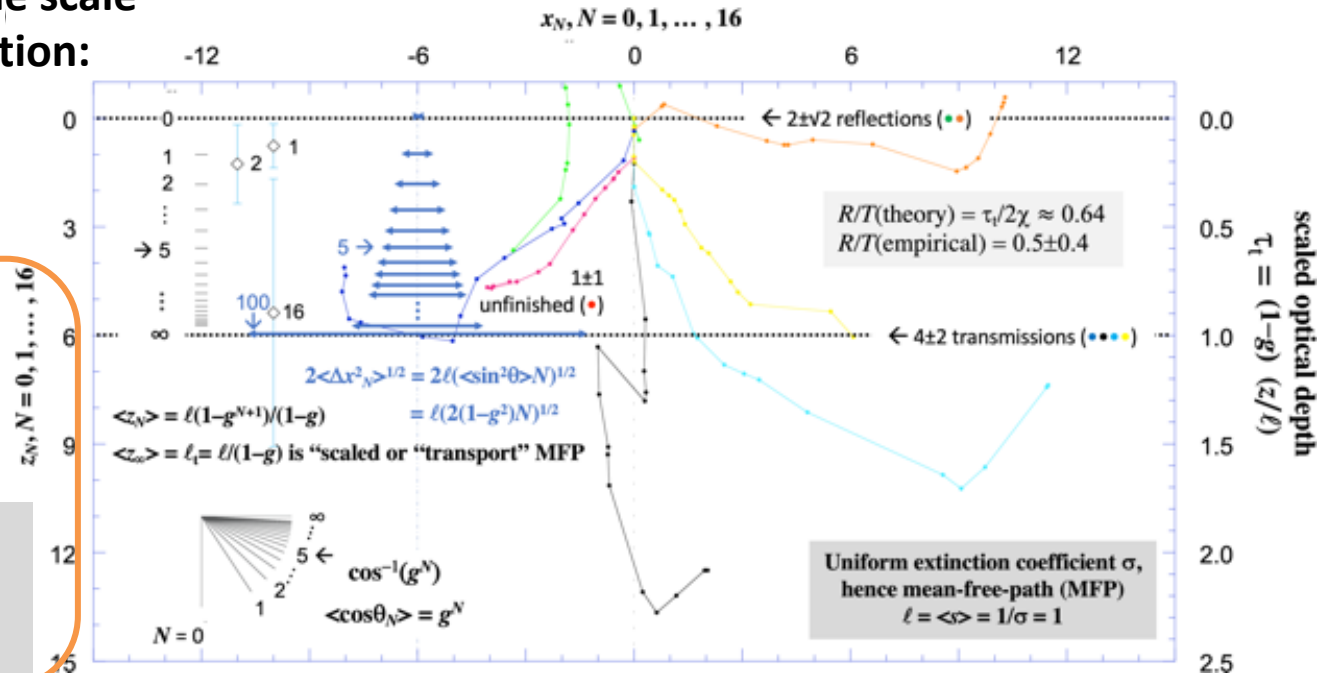 e scale
tion:
x_N, N = 0, 1, … , 16
-12 -6 0 6 12
0 0 ← 2±√2 reflections (••) 0.0
1 2 1
2
⋮
3 → 5 5 → 0.5
R/T(theory) = τ_t/2χ ≈ 0.64
R/T(empirical) = 0.5±0.4
1±1
unfinished (•)
⋮ 100 16 ⋮
6 ∞ ← 4±2 transmissions (••••) 1.0
2<Δx²_N>^1/2 = 2ℓ(<sin²θ>N)^1/2
= ℓ(2(1–g²)N)^1/2
<z_N> = ℓ(1–g^N+1)/(1–g)
<z_∞> = ℓ_t= ℓ/(1–g) is “scaled or “transport” MFP
9 1.5
∞
5 ←
2
1
N = 0
cos⁻¹(g^N)
<cosθ_N> = g^N
12 2.0
Uniform extinction coefficient σ,
hence mean-free-path (MFP)
ℓ = <s> = 1/σ = 1
15 2.5
z_N, N = 0, 1, … , 16
scaled optical depth
τ_t = (1–g) (z/ℓ)